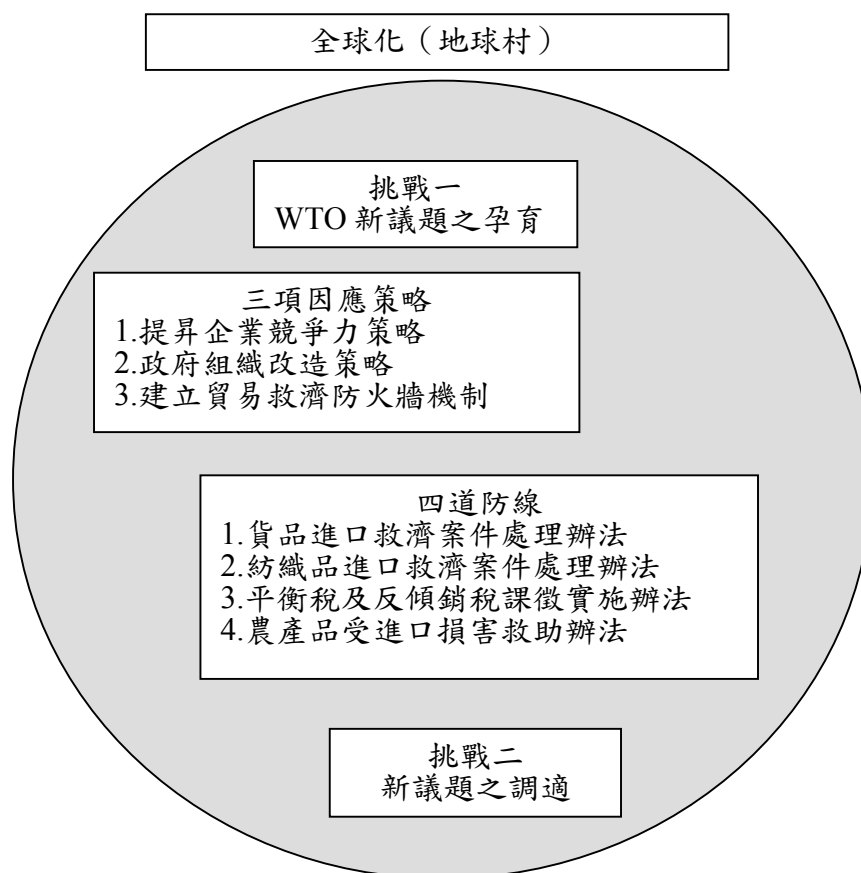 全球化（地球村）
挑戰一
WTO 新議題之孕育
三項因應策略
1.提昇企業競爭力策略
2.政府組織改造策略
3.建立貿易救濟防火牆機制
四道防線
1.貨品進口救濟案件處理辦法
2.紡織品進口救濟案件處理辦法
3.平衡稅及反傾銷稅課徵實施辦法
4.農產品受進口損害救助辦法
挑戰二
新議題之調適